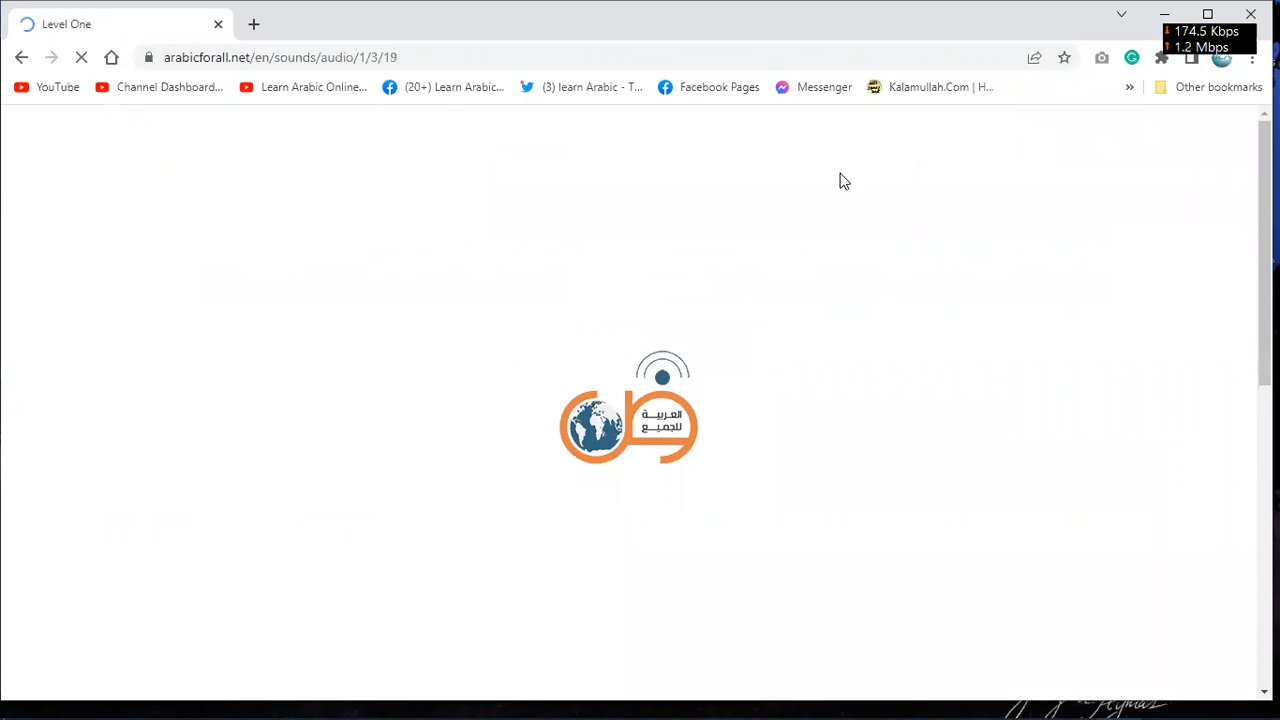 Level One
174.5 Kbps
1.2 Mbps
arabicforall.net/en/sounds/audio/1/3/19
YouTube
Channel Dashboard...
Learn Arabic Online...
(20+) Learn Arabic...
(3) learn Arabic - T...
Facebook Pages
Messenger
Kalamullah.Com | H...
»
Other bookmarks
العربية
للجميع